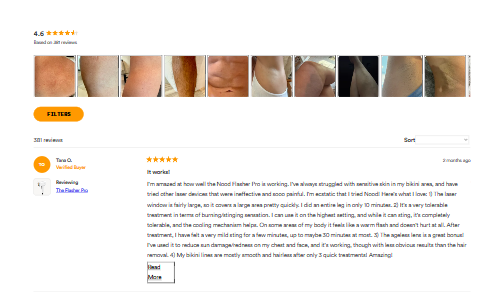 4.6
Based on 381 reviews
FILTERS
381 reviews
Sort
TO
Tara O.
Verified Buyer
Reviewing
The Flasher Pro
2 months ago
It works!
I'm amazed at how well the Nood Flasher Pro is working. I've always struggled with sensitive skin in my bikini area, and have
tried other hair treatments that were ineffective and sooo painful. I'm ecstatic that I tried Nood! Here's what I love: 1) The laser
window is fairly large, so it covers a large area pretty quickly. I did an entire leg in only 10 minutes. 2) It's very tolerable
treatment in terms of burning/stinging sensation. I can use it on the highest setting, and while it can sting, it's completely
tolerable, and the cooling mechanism helps. On some areas of my body it feels like a warm flash and doesn't hurt at all. After
treatment, I have felt a very mild sting for a few minutes, up to maybe 30 minutes at most. 3) The ageless lens is a great bonus!
I've used it to reduce sun damage/redness on my chest and face, and it's working, though with less obvious results than the hair
removal. 4) My bikini lines are mostly smooth and hairless after only 3 quick treatments! Amazing!
Read
More